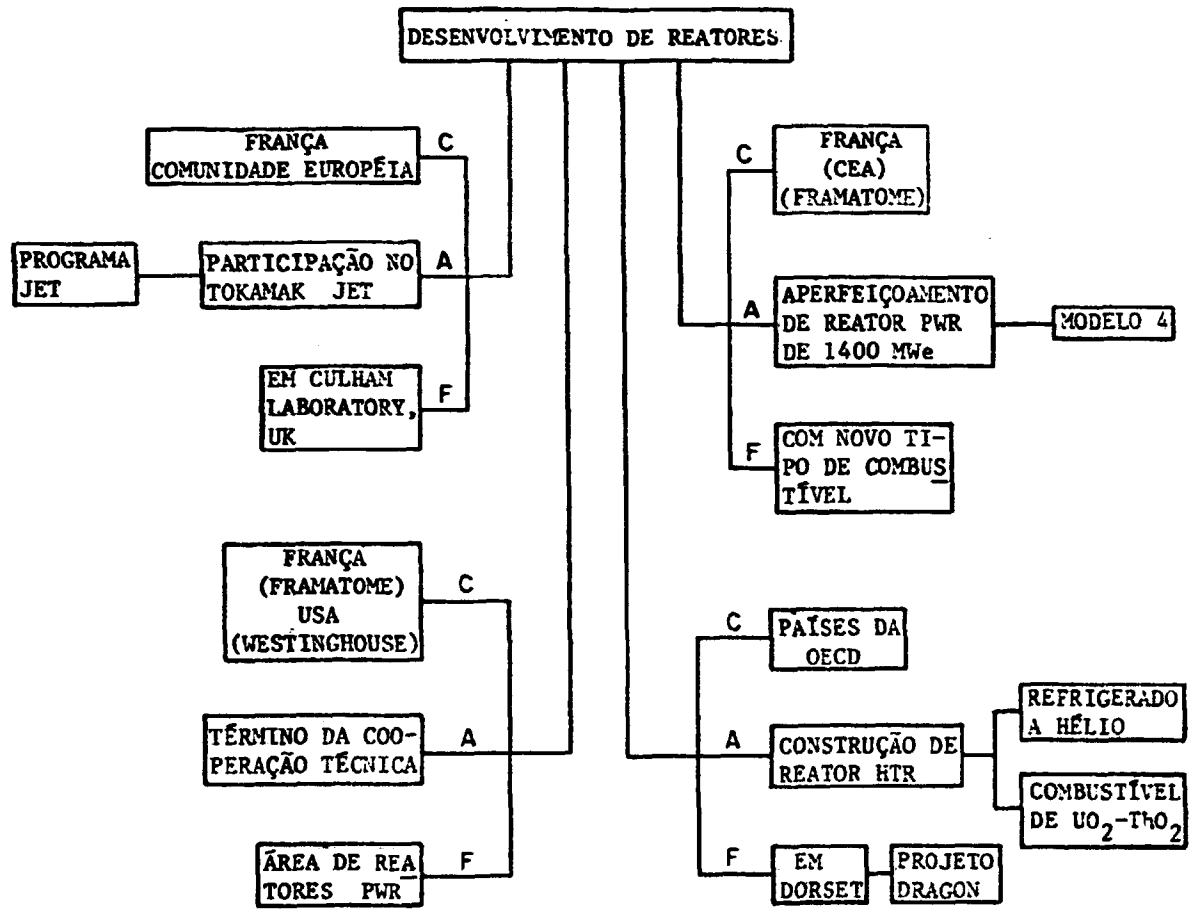 DESENVOLVIMENTO DE REATORES
FRANÇA
COMUNIDADE EUROPÉIA
C
PROGRAMA
JET
PARTICIPAÇÃO NO
TOKAMAK JET
A
EM CULHAM
LABORATORY,
UK
F
C
FRANÇA
(CEA)
(FRAMATOME)
A
APERFEIÇOAMENTO
DE REATOR PWR
DE 1400 MWe
MODELO 4
F
COM NOVO TI-
PO DE COMBUS
TÍVEL
FRANÇA
(FRAMATOME)
USA
(WESTINGHOUSE)
C
TÉRMINO DA COO-
PERAÇÃO TÉCNICA
A
ÁREA DE REA
TORES PWR
F
C
PAÍSES DA
OECD
A
CONSTRUÇÃO DE
REATOR HTR
REFRIGERADO
A HÉLIO
COMBUSTÍVEL
DE UO2-ThO2
F
EM
DORSET
PROJETO
DRAGON